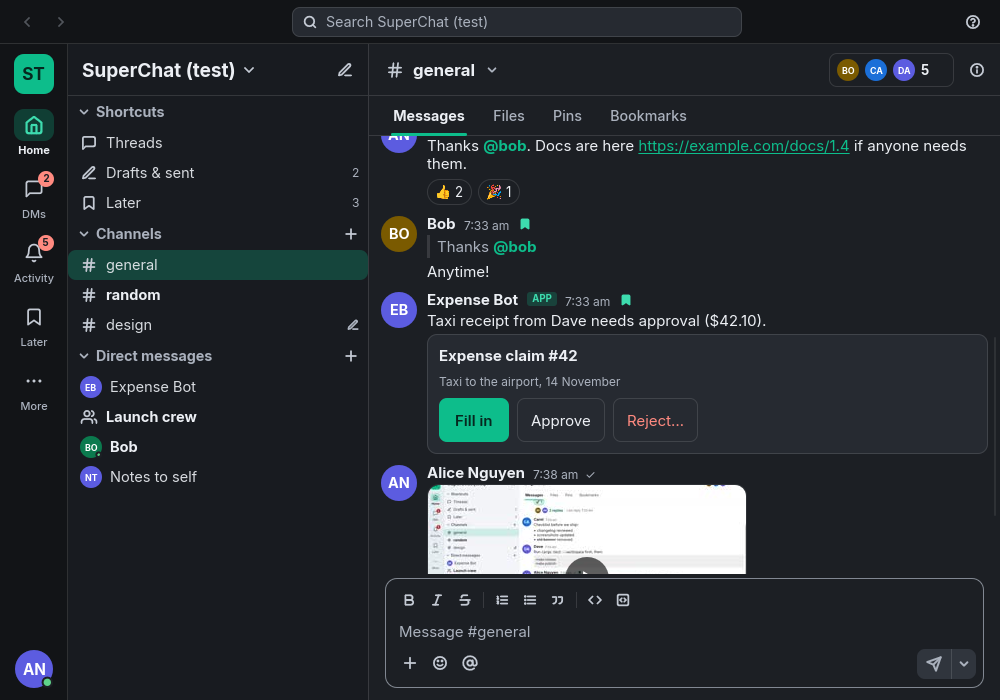 Search SuperChat (test)
ST
Home
2
DMs
5
Activity
Later
More
AN
SuperChat (test)
Shortcuts
Threads
Drafts & sent 2
Later 3
Channels
general
random
design
Direct messages
EB Expense Bot
Launch crew
BO Bob
NT Notes to self
# general
BO CA DA 5
Messages Files Pins Bookmarks
AN
Thanks @bob. Docs are here https://example.com/docs/1.4 if anyone needs
them.
👍 2 🎉 1
BO
Bob 7:33 am
Thanks @bob
Anytime!
EB
Expense Bot APP 7:33 am
Taxi receipt from Dave needs approval ($42.10).
Expense claim #42
Taxi to the airport, 14 November
Fill in Approve Reject...
AN
Alice Nguyen 7:38 am
Message #general